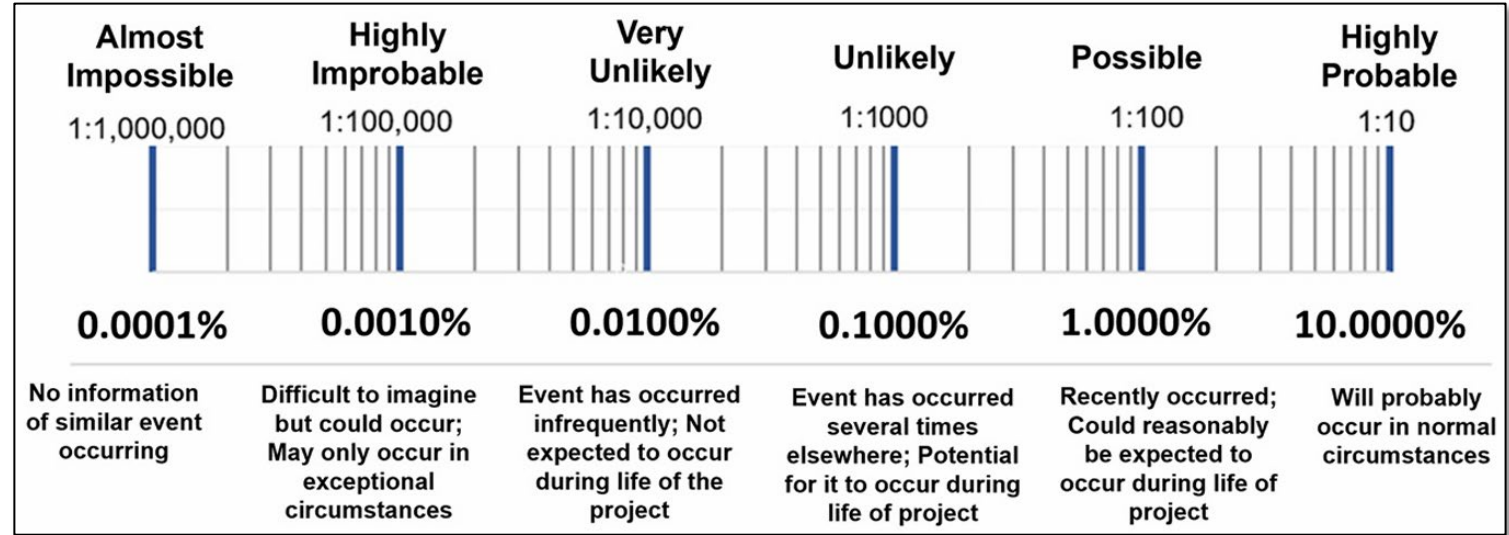 Almost
Impossible
1:1,000,000
Highly
Improbable
1:100,000
Very
Unlikely
1:10,000
Unlikely
1:1000
Possible
1:100
Highly
Probable
1:10
0.0001%
0.0010%
0.0100%
0.1000%
1.0000%
10.0000%
No information
of similar event
occurring
Difficult to imagine
but could occur;
May only occur in
exceptional
circumstances
Event has occurred
infrequently; Not
expected to occur
during life of the
project
Event has occurred
several times
elsewhere; Potential
for it to occur during
life of project
Recently occurred;
Could reasonably
be expected to
occur during life of
project
Will probably
occur in normal
circumstances